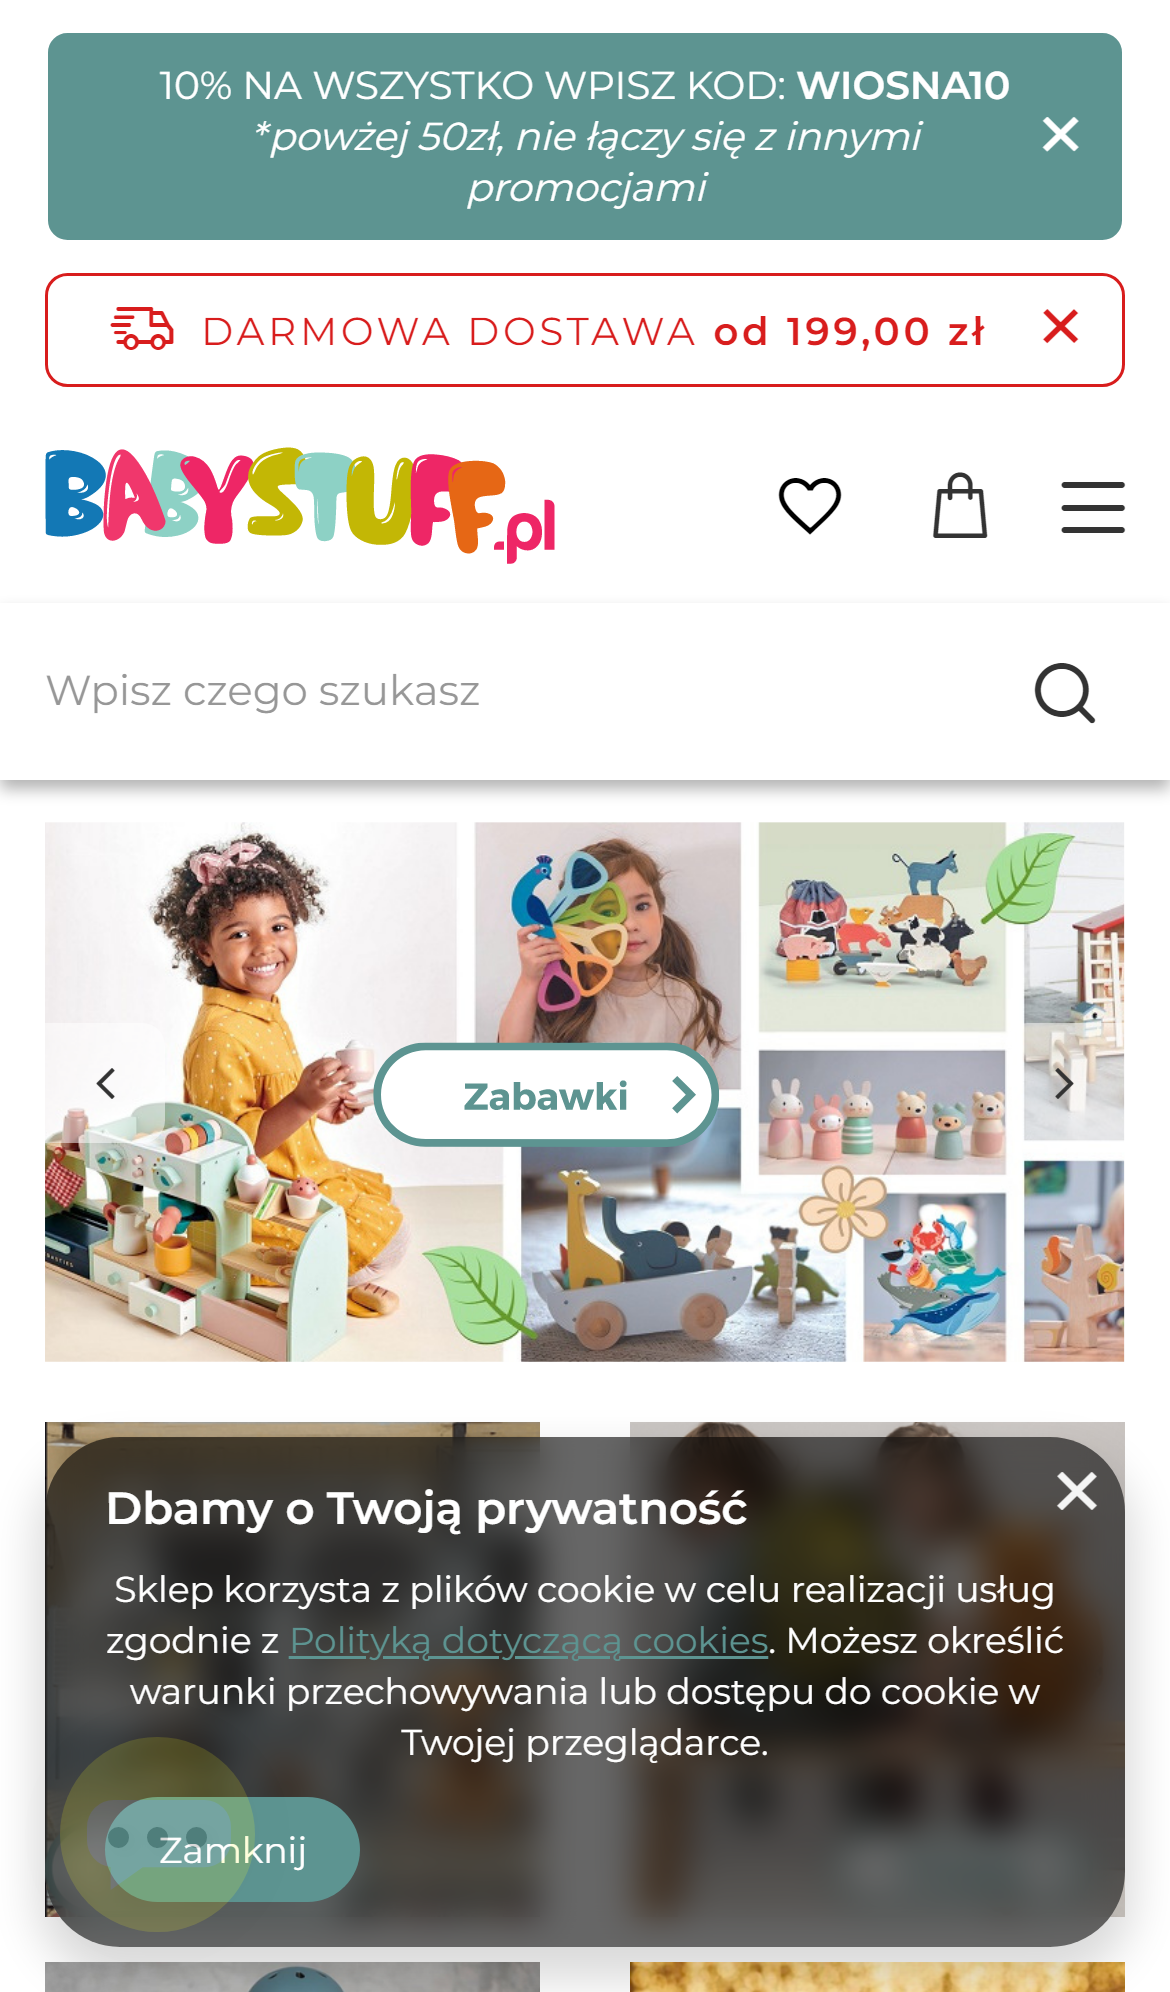 10% NA WSZYSTKO WPISZ KOD: WIOSNA10
*powżej 50zł, nie łączy się z innymi
promocjami
DARMOWA DOSTAWA od 199,00 zł
BABYSTUFF.pl
Wpisz czego szukasz
Zabawki
Dbamy o Twoją prywatność
Sklep korzysta z plików cookie w celu realizacji usług
zgodnie z Polityką dotyczącą cookies. Możesz określić
warunki przechowywania lub dostępu do cookie w
Twojej przeglądarce.
Zamknij